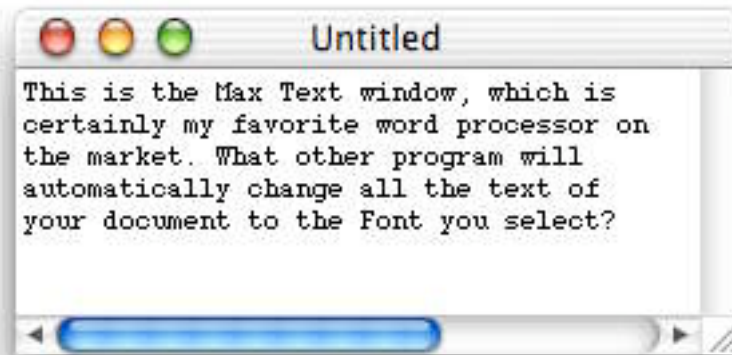 Untitled
This is the Max Text window, which is
certainly my favorite word processor on
the market. What other program will
automatically change all the text of
your document to the Font you select?